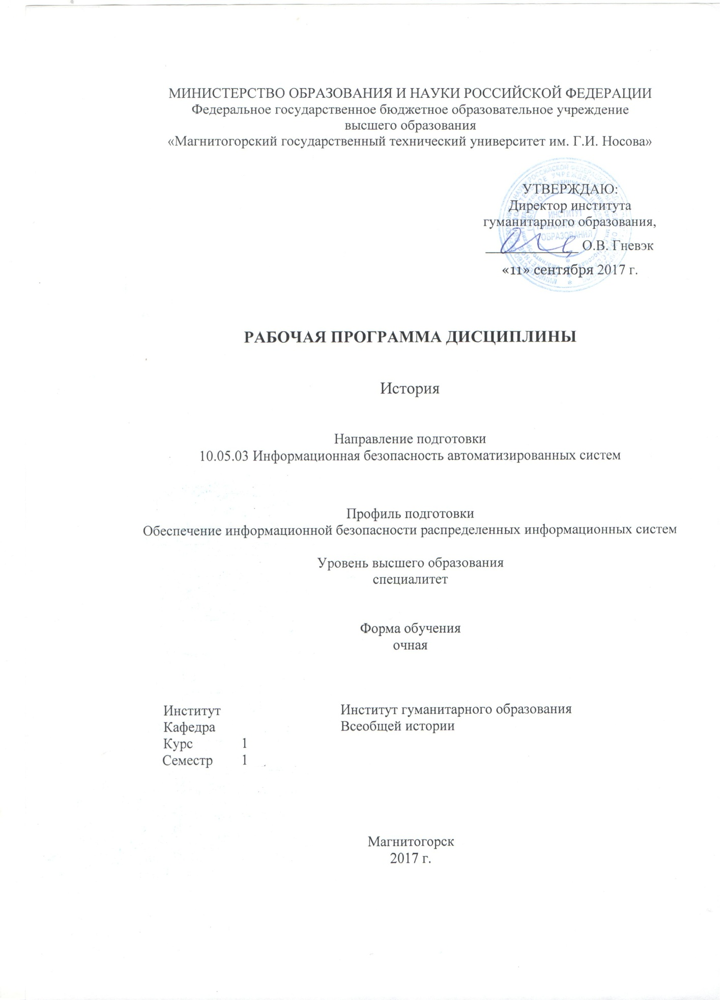 МИНИСТЕРСТВО ОБРАЗОВАНИЯ И НАУКИ РОССИЙСКОЙ ФЕДЕРАЦИИ
Федеральное государственное бюджетное образовательное учреждение
высшего образования
«Магнитогорский государственный технический университет им. Г.И. Носова»
УТВЕРЖДАЮ:
Директор института
гуманитарного образования,
О.В. Гневэк
«11» сентября 2017 г.
ИНСТИТУТ
ОБРАЗОВАНИЯ
РАБОЧАЯ ПРОГРАММА ДИСЦИПЛИНЫ
История
Направление подготовки
10.05.03 Информационная безопасность автоматизированных систем
Профиль подготовки
Обеспечение информационной безопасности распределенных информационных систем
Уровень высшего образования
специалитет
Форма обучения
очная
Институт Институт гуманитарного образования
Кафедра Всеобщей истории
Курс 1
Семестр 1
Магнитогорск
2017 г.